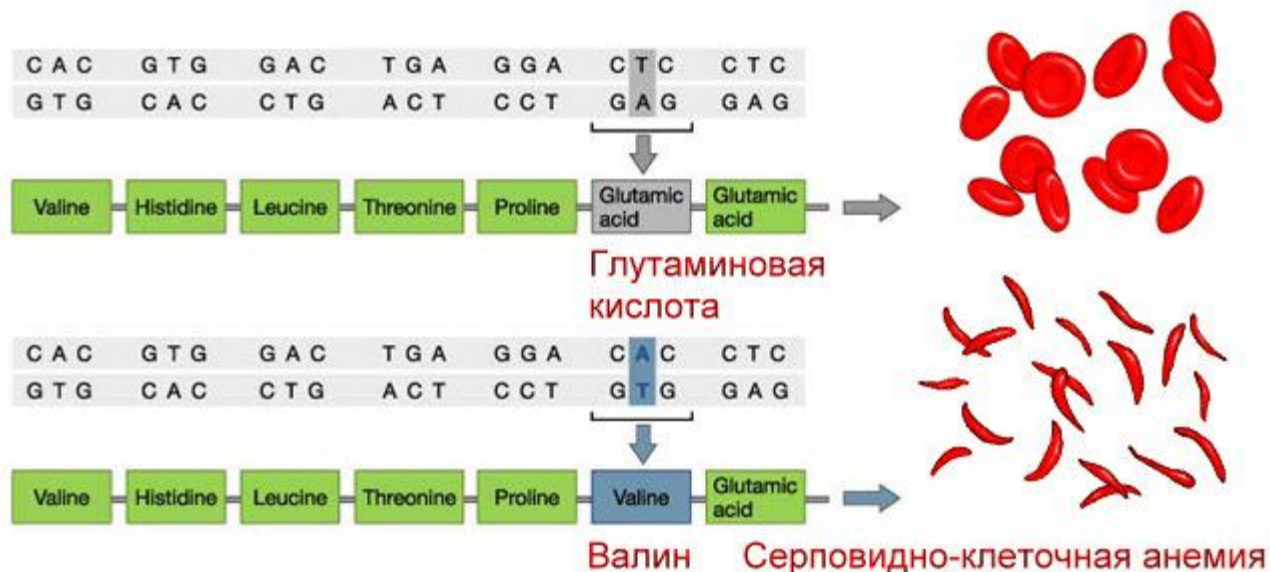 CAC GTG GAC TGA GGA CTC CTC
GTG CAC CTG ACT CCT GAG GAG
Valine Histidine Leucine Threonine Proline Glutamic acid Glutamic acid
Глутаминовая
кислота
CAC GTG GAC TGA GGA CAC CTC
GTG CAC CTG ACT CCT GTG GAG
Valine Histidine Leucine Threonine Proline Valine Glutamic acid
Валин Серповидно-клеточная анемия